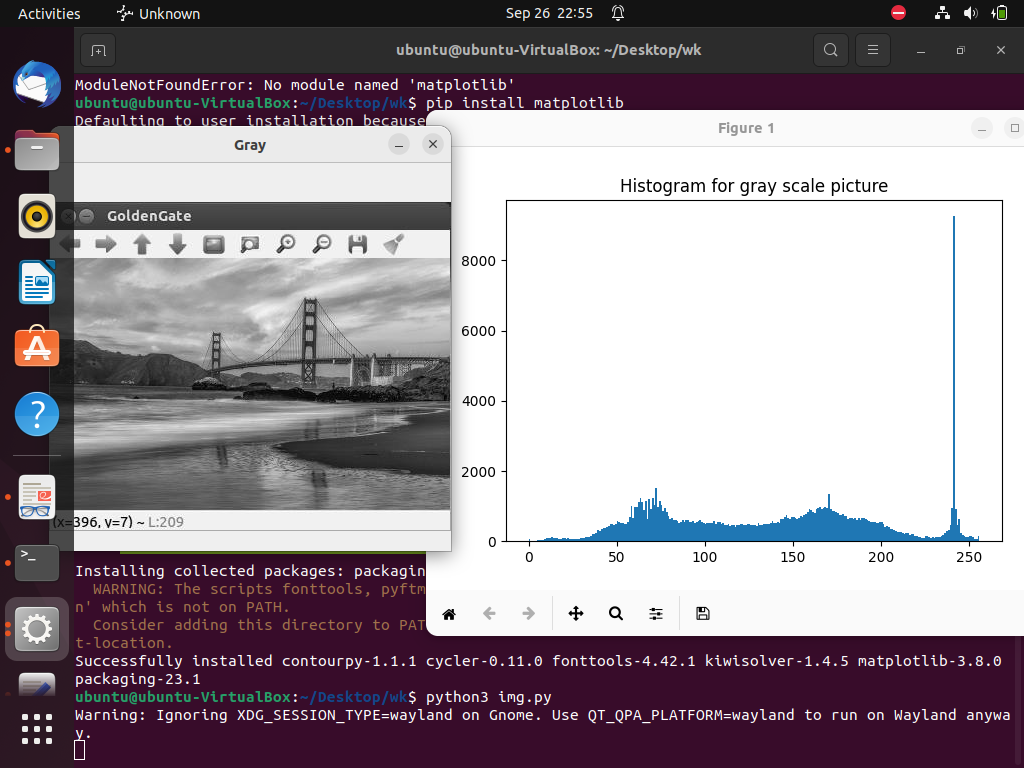 Activities
Unknown
Sep 26 22:55
ubuntu@ubuntu-VirtualBox: ~/Desktop/wk
ModuleNotFoundError: No module named 'matplotlib'
ubuntu@ubuntu-VirtualBox:~/Desktop/wk$ pip install matplotlib
Defaulting to user installation because
Gray
GoldenGate
(x=396, y=7) ~ L:209
Figure 1
Histogram for gray scale picture
8000
6000
4000
2000
0
0 50 100 150 200 250
Installing collected packages: packagin
WARNING: The scripts fonttools, pyftm
n' which is not on PATH.
Consider adding this directory to PAT
t-location.
Successfully installed contourpy-1.1.1 cycler-0.11.0 fonttools-4.42.1 kiwisolver-1.4.5 matplotlib-3.8.0
packaging-23.1
ubuntu@ubuntu-VirtualBox:~/Desktop/wk$ python3 img.py
Warning: Ignoring XDG_SESSION_TYPE=wayland on Gnome. Use QT_QPA_PLATFORM=wayland to run on Wayland anywa
y.